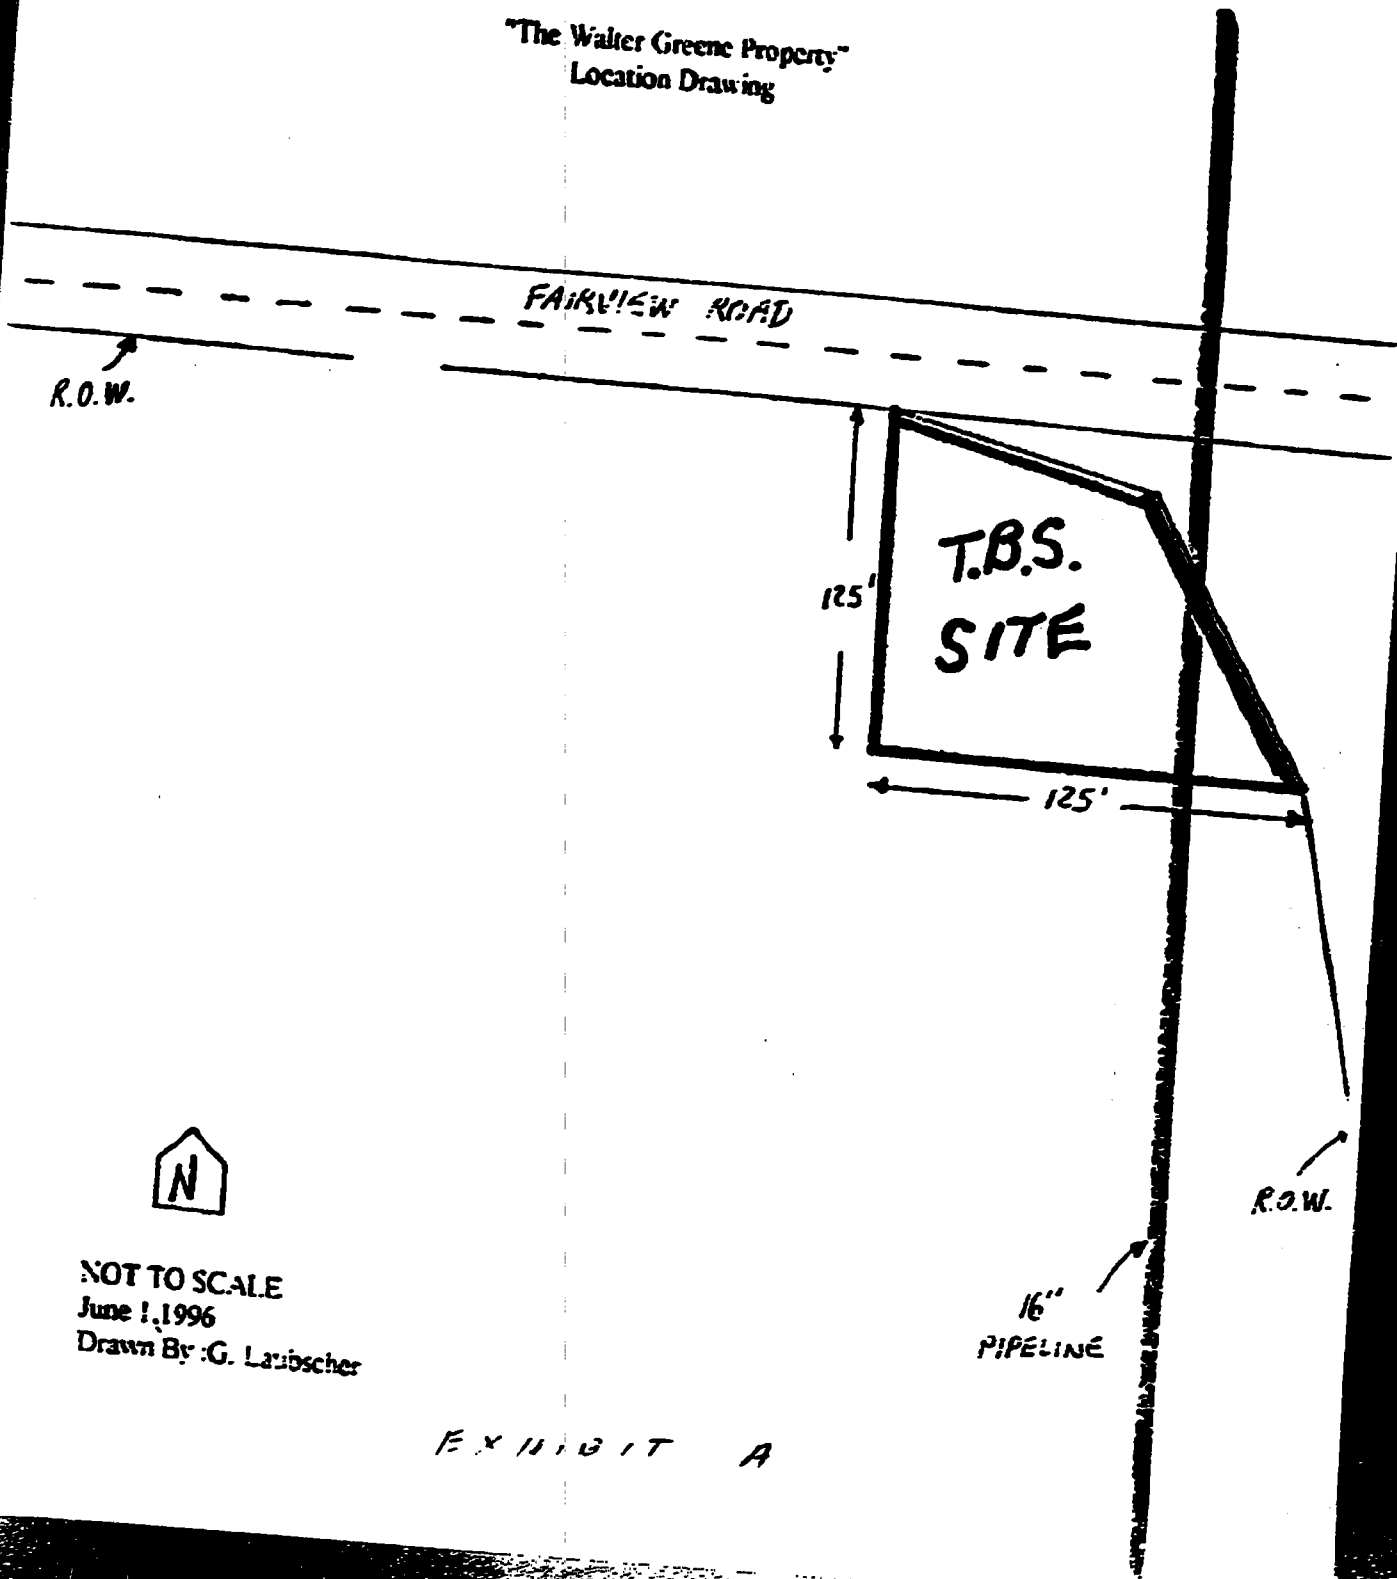 "The Walter Greene Property"
Location Drawing
FAIRVIEW ROAD
R.O.W.
T.B.S.
SITE
125'
125'
N
R.O.W.
16"
PIPELINE
NOT TO SCALE
June 1, 1996
Drawn By :G. Laubscher
EXHIBIT A